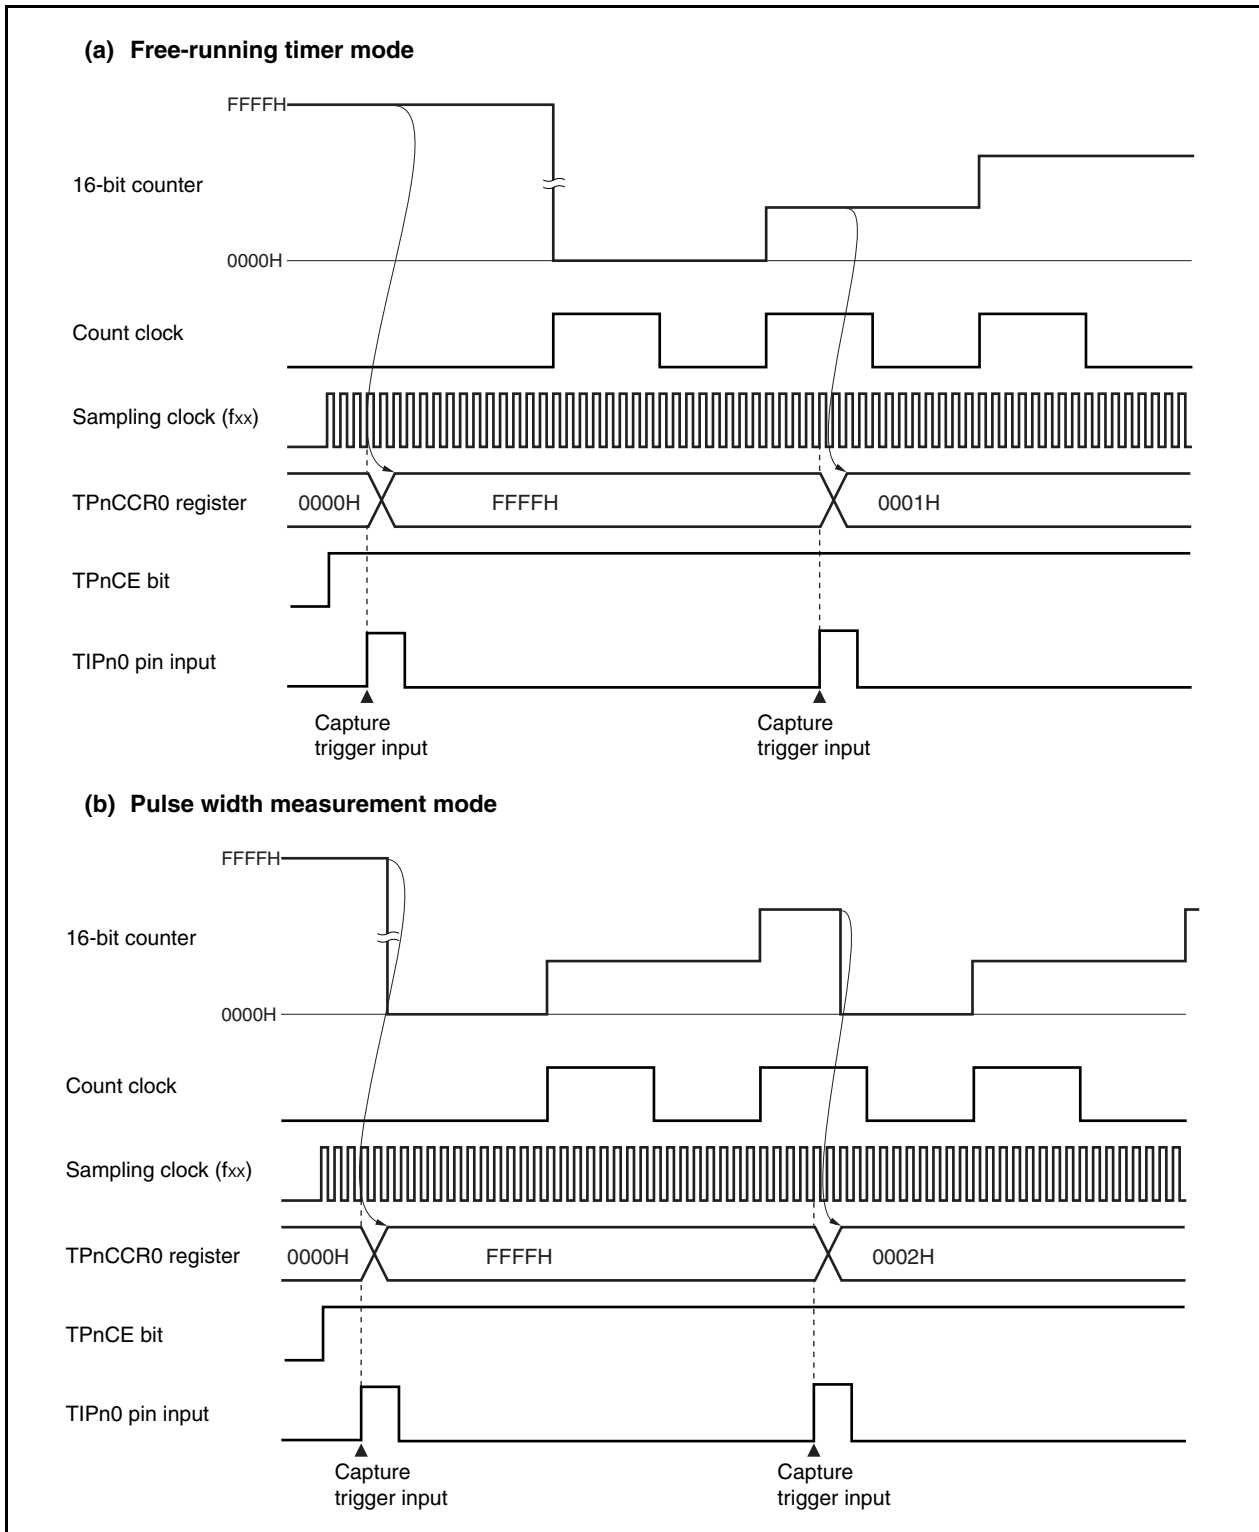 (a) Free-running timer mode
FFFFH
16-bit counter
0000H
Count clock
Sampling clock (fxx)
TPnCCR0 register
0000H
FFFFH
0001H
TPnCE bit
TIPn0 pin input
Capture
trigger input
Capture
trigger input
(b) Pulse width measurement mode
FFFFH
16-bit counter
0000H
Count clock
Sampling clock (fxx)
TPnCCR0 register
0000H
FFFFH
0002H
TPnCE bit
TIPn0 pin input
Capture
trigger input
Capture
trigger input